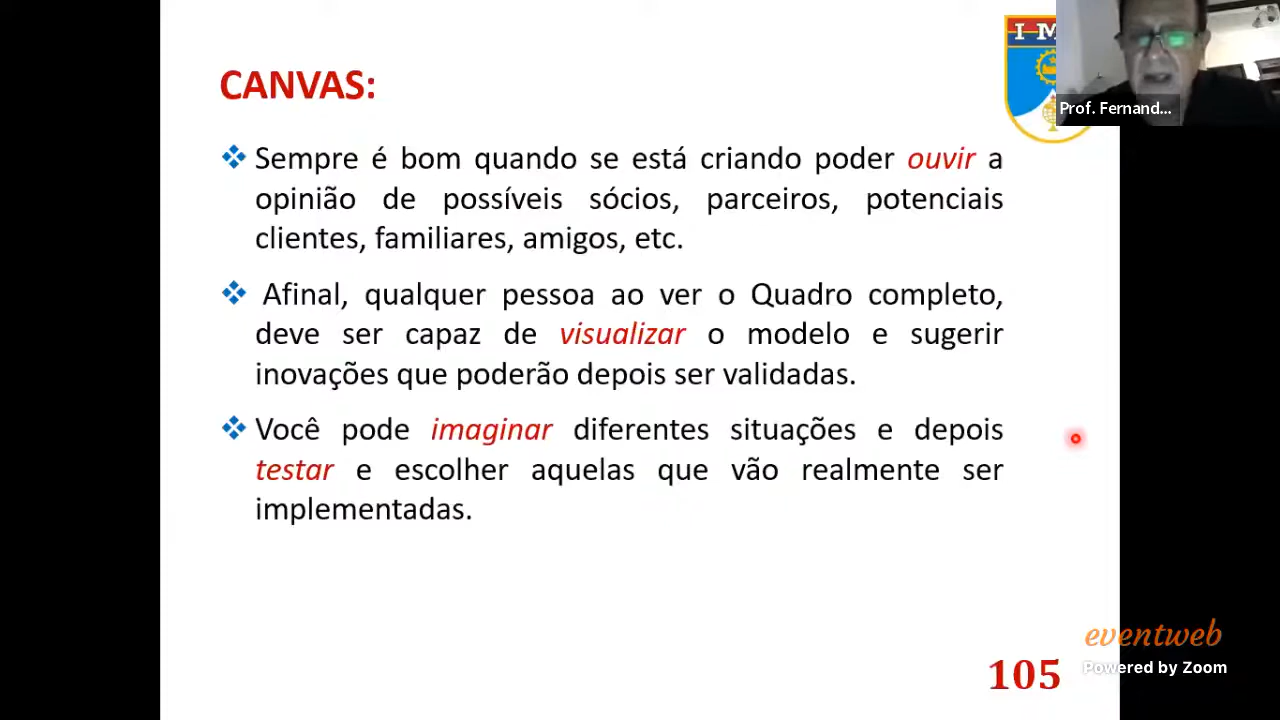 I M
CANVAS:
Prof. Fernand...
❖ Sempre é bom quando se está criando poder ouvir a
opinião de possíveis sócios, parceiros, potenciais
clientes, familiares, amigos, etc.
❖ Afinal, qualquer pessoa ao ver o Quadro completo,
deve ser capaz de visualizar o modelo e sugerir
inovações que poderão depois ser validadas.
❖ Você pode imaginar diferentes situações e depois
testar e escolher aquelas que vão realmente ser
implementadas.
eventweb
Powered by Zoom
105